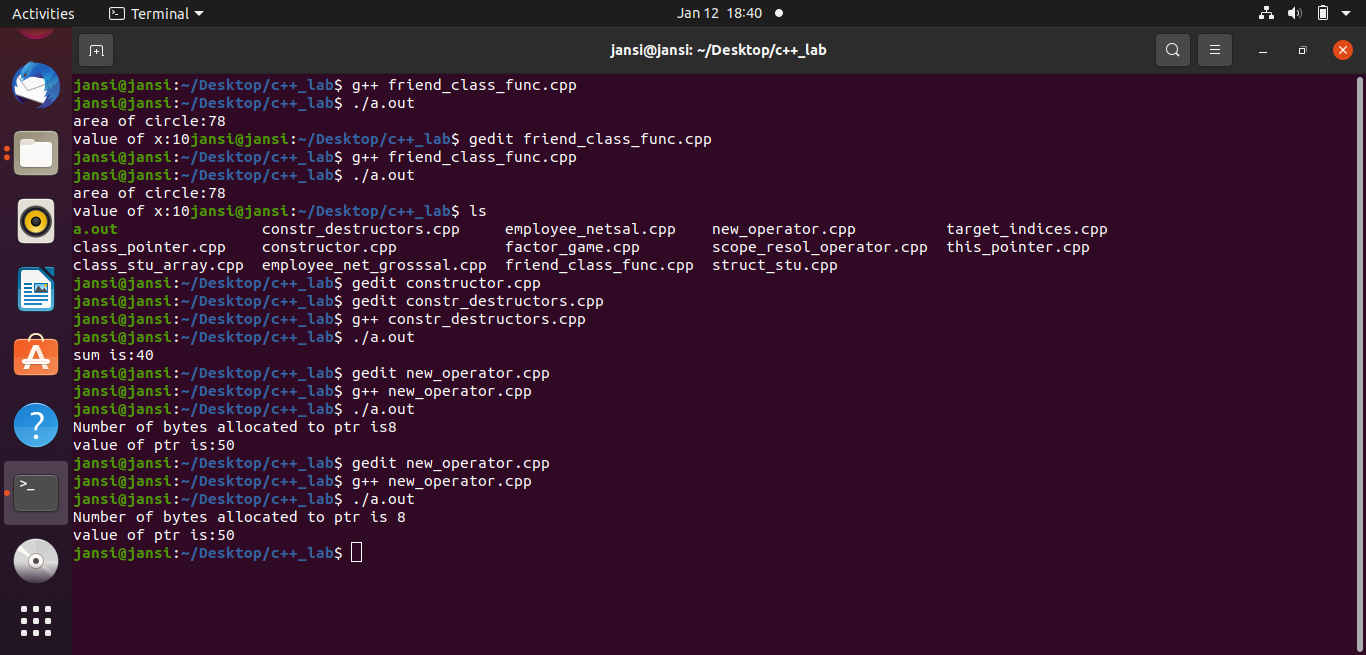 Activities Terminal Jan 12 18:40
jansi@jansi: ~/Desktop/c++_lab
jansi@jansi:~/Desktop/c++_lab$ g++ friend_class_func.cpp
jansi@jansi:~/Desktop/c++_lab$ ./a.out
area of circle:78
value of x:10jansi@jansi:~/Desktop/c++_lab$ gedit friend_class_func.cpp
jansi@jansi:~/Desktop/c++_lab$ g++ friend_class_func.cpp
jansi@jansi:~/Desktop/c++_lab$ ./a.out
area of circle:78
value of x:10jansi@jansi:~/Desktop/c++_lab$ ls
a.out constr_destructors.cpp employee_netsal.cpp new_operator.cpp target_indices.cpp
class_pointer.cpp constructor.cpp factor_game.cpp scope_resol_operator.cpp this_pointer.cpp
class_stu_array.cpp employee_net_grosssal.cpp friend_class_func.cpp struct_stu.cpp
jansi@jansi:~/Desktop/c++_lab$ gedit constructor.cpp
jansi@jansi:~/Desktop/c++_lab$ gedit constr_destructors.cpp
jansi@jansi:~/Desktop/c++_lab$ g++ constr_destructors.cpp
jansi@jansi:~/Desktop/c++_lab$ ./a.out
sum is:40
jansi@jansi:~/Desktop/c++_lab$ gedit new_operator.cpp
jansi@jansi:~/Desktop/c++_lab$ g++ new_operator.cpp
jansi@jansi:~/Desktop/c++_lab$ ./a.out
Number of bytes allocated to ptr is8
value of ptr is:50
jansi@jansi:~/Desktop/c++_lab$ gedit new_operator.cpp
jansi@jansi:~/Desktop/c++_lab$ g++ new_operator.cpp
jansi@jansi:~/Desktop/c++_lab$ ./a.out
Number of bytes allocated to ptr is 8
value of ptr is:50
jansi@jansi:~/Desktop/c++_lab$